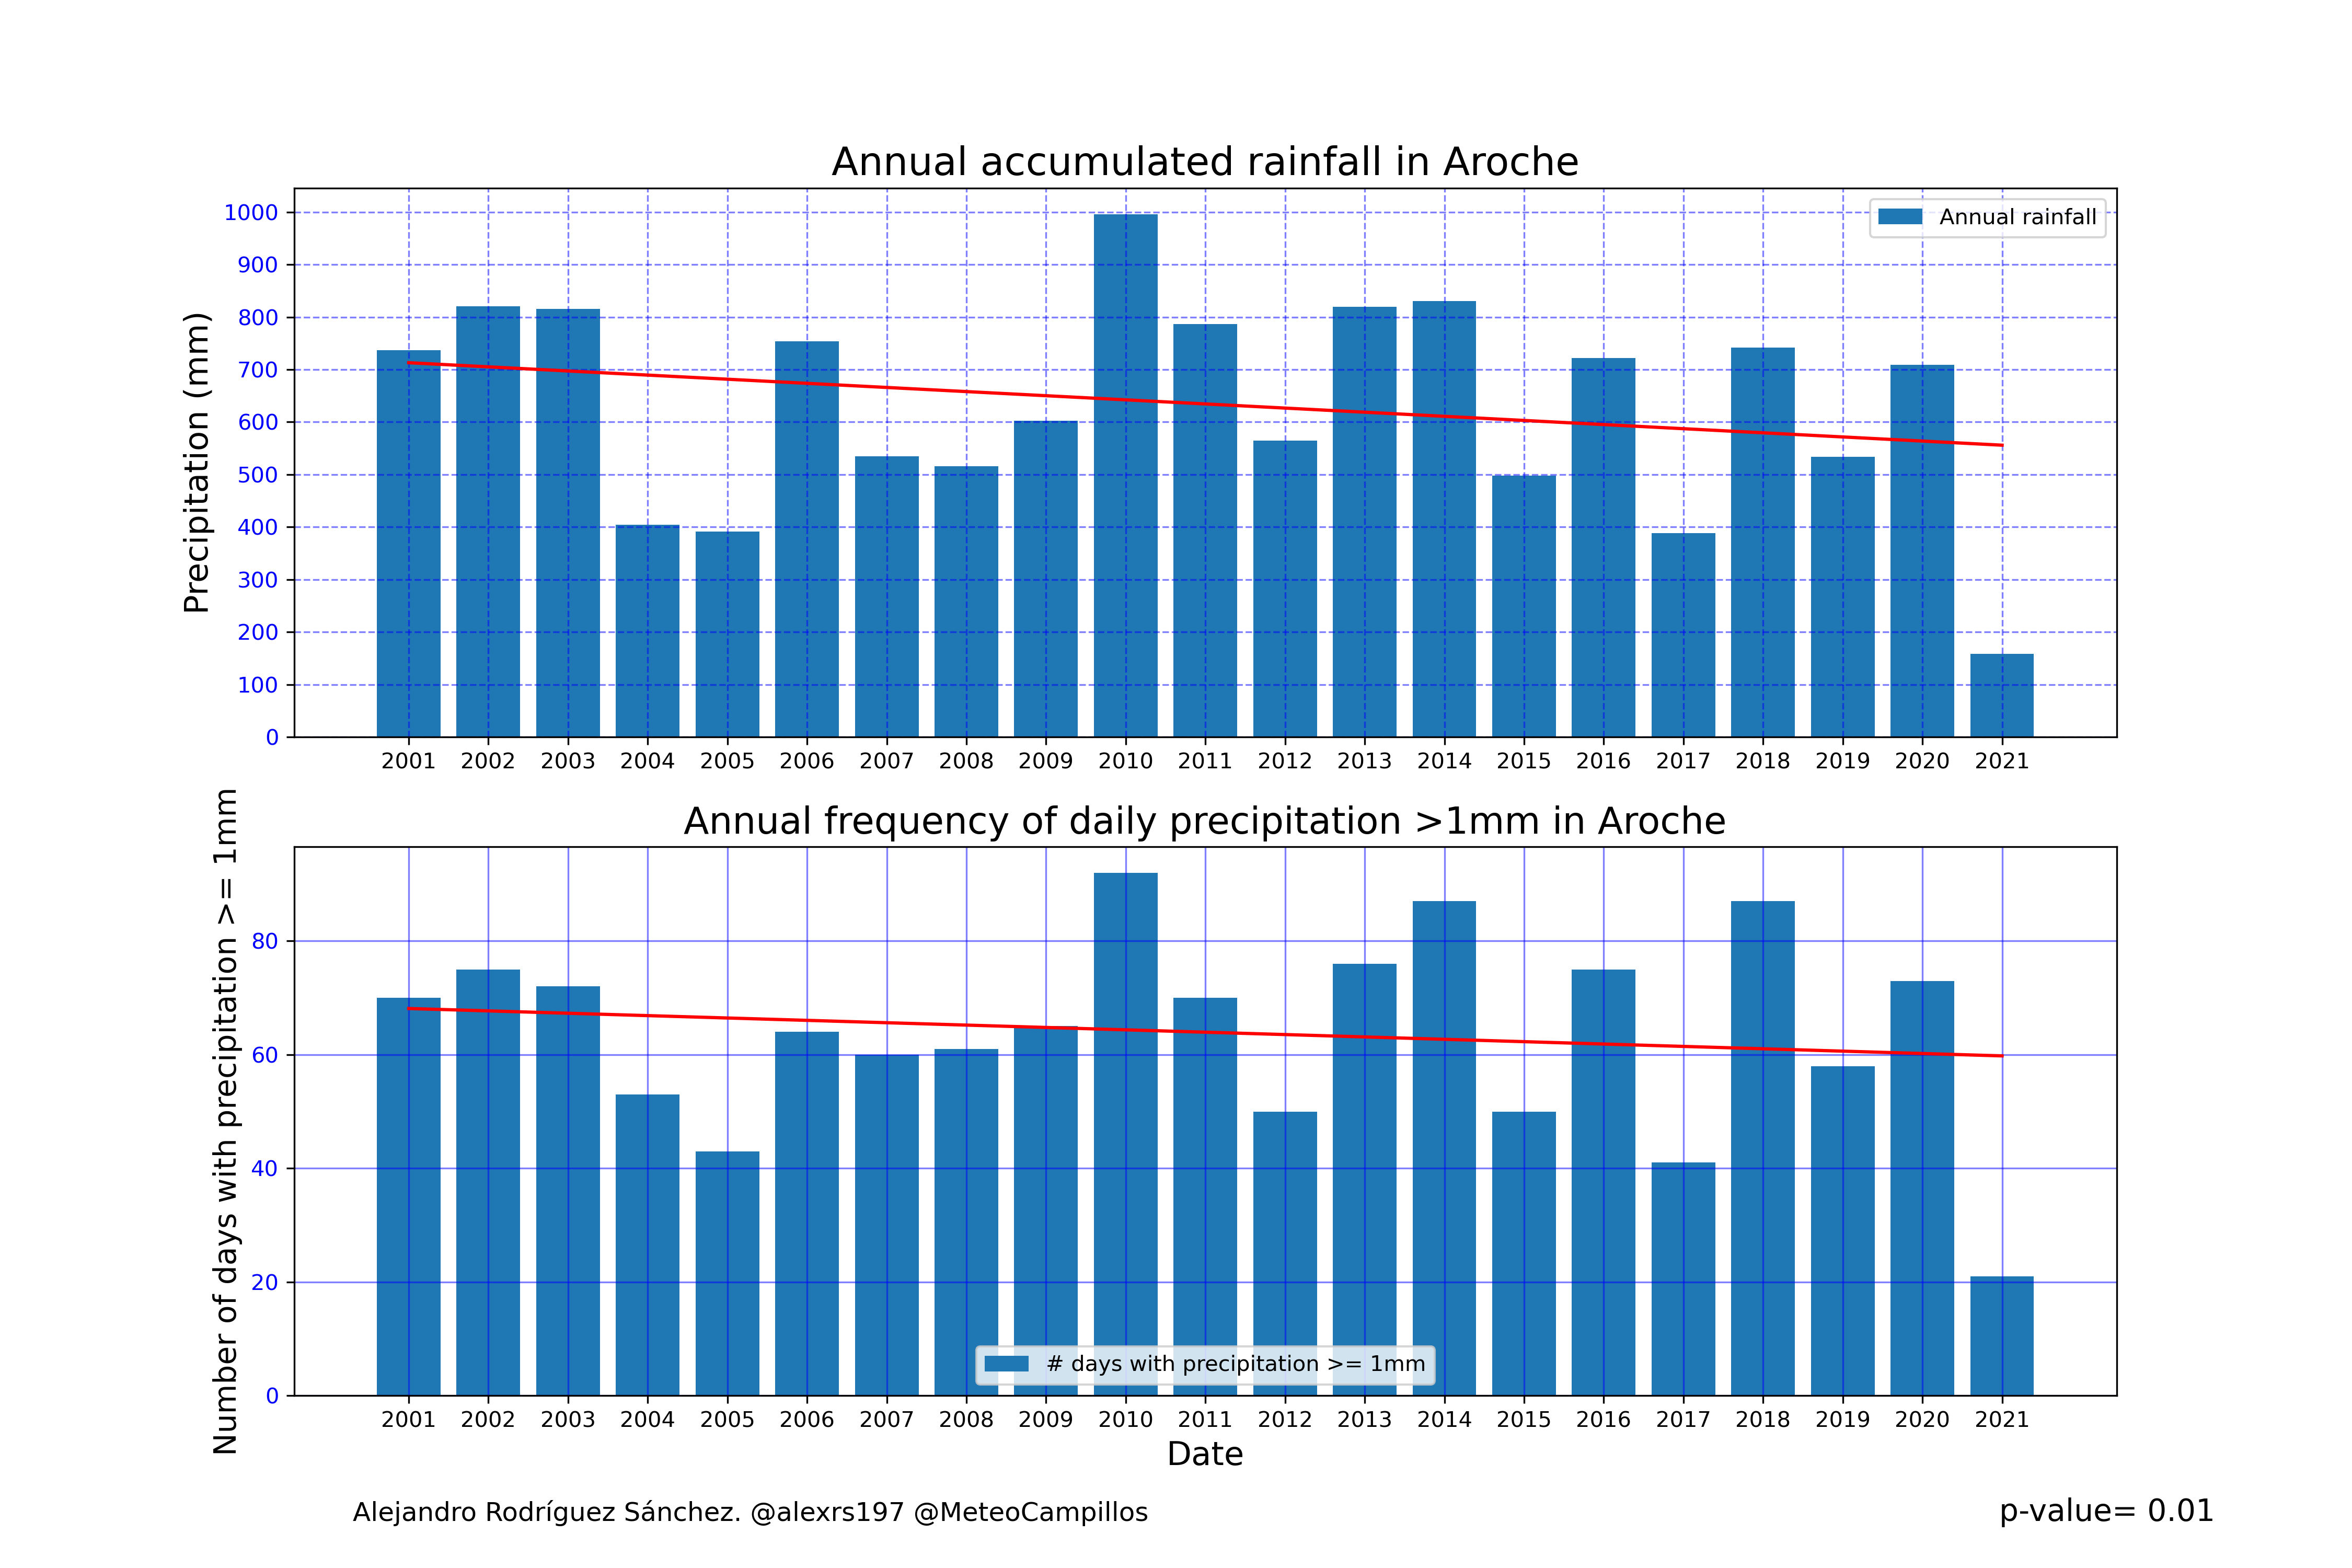 Annual accumulated rainfall in Aroche
Precipitation (mm)
1000
900
800
700
600
500
400
300
200
100
0
Annual rainfall
2001 2002 2003 2004 2005 2006 2007 2008 2009 2010 2011 2012 2013 2014 2015 2016 2017 2018 2019 2020 2021
Annual frequency of daily precipitation >1mm in Aroche
Number of days with precipitation >= 1mm
80
60
40
20
0
# days with precipitation >= 1mm
2001 2002 2003 2004 2005 2006 2007 2008 2009 2010 2011 2012 2013 2014 2015 2016 2017 2018 2019 2020 2021
Date
Alejandro Rodríguez Sánchez. @alexrs197 @MeteoCampillos
p-value= 0.01